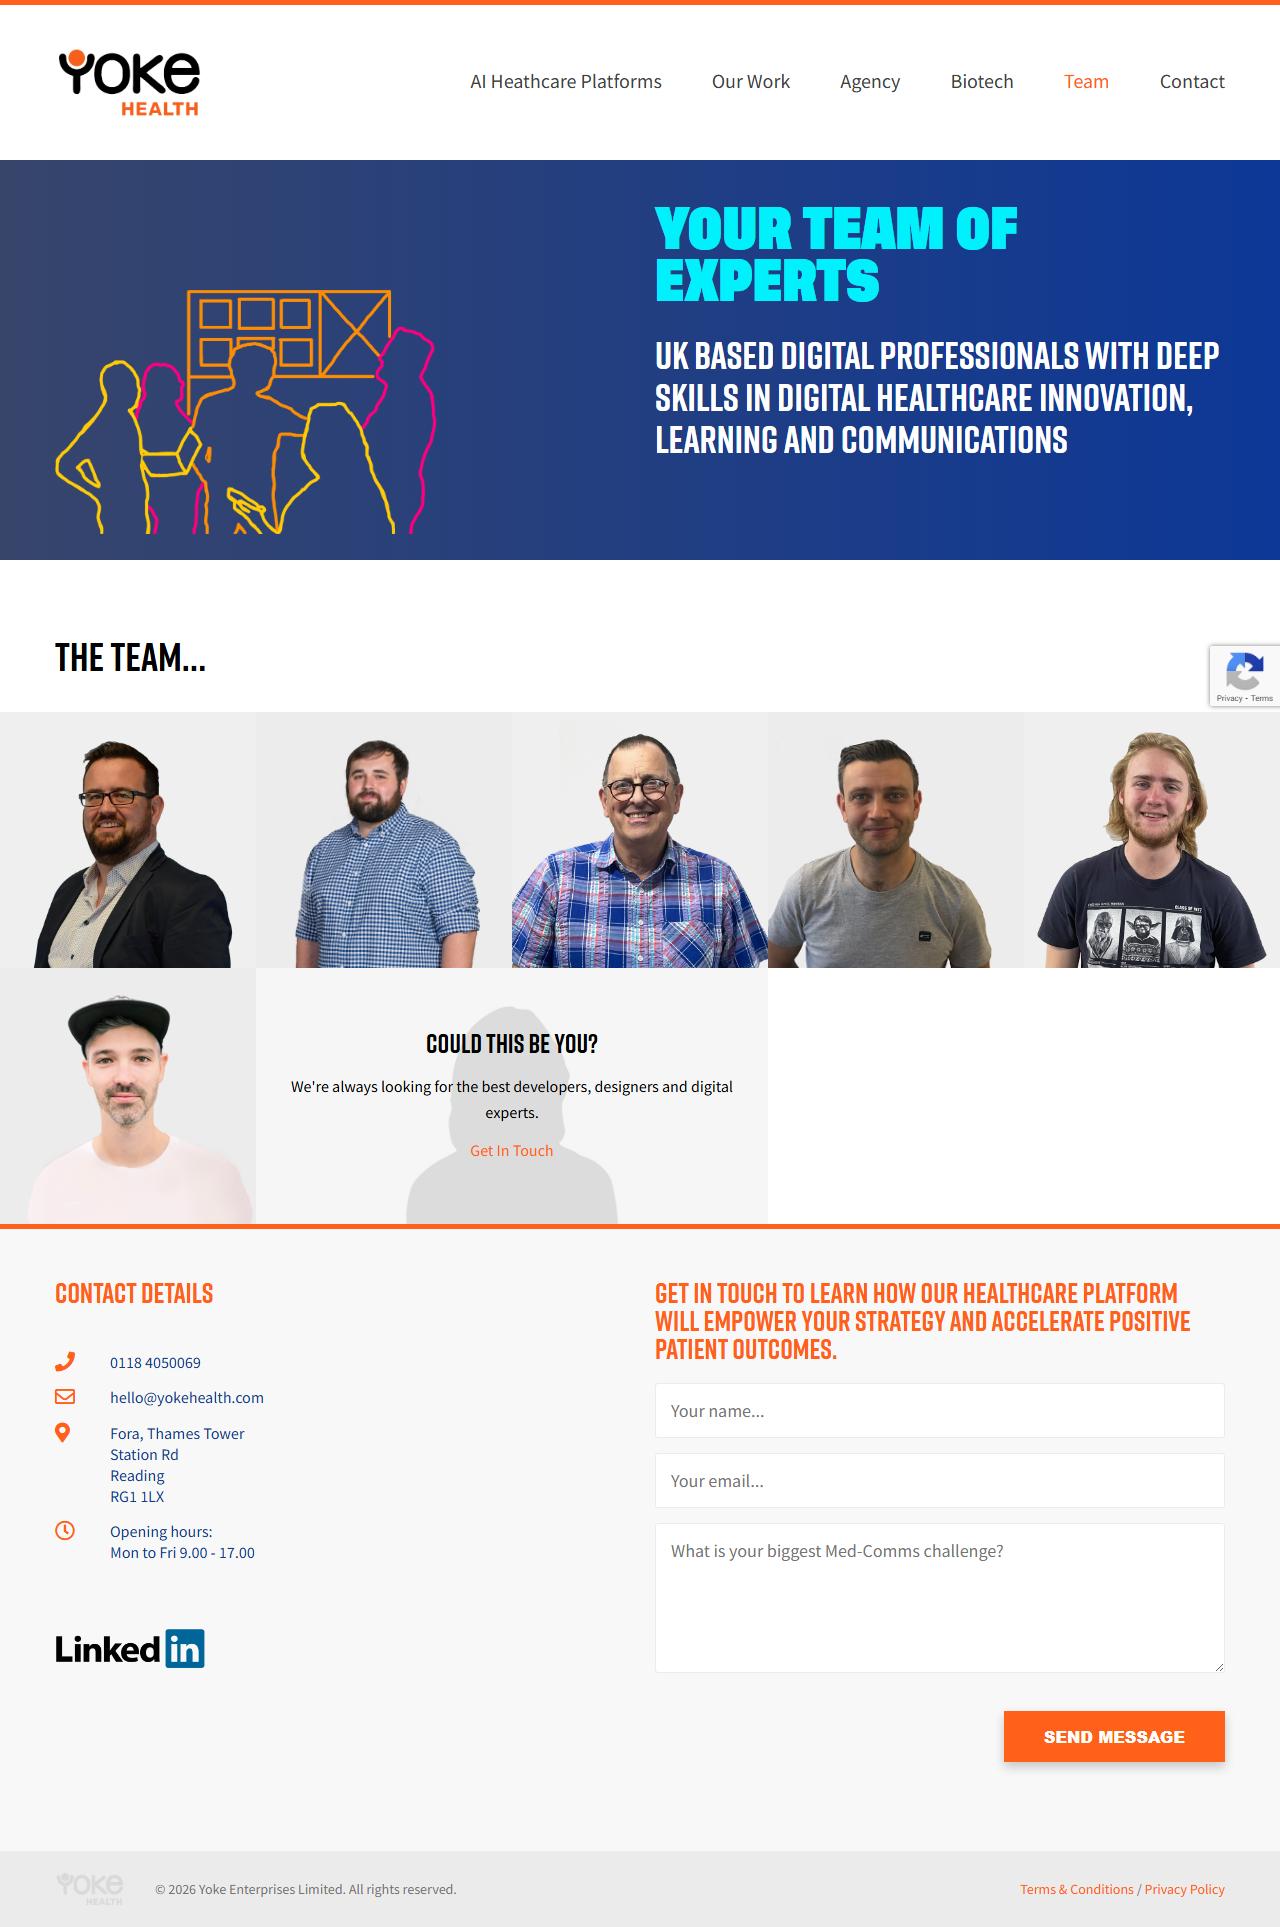 YOKE
HEALTH
AI Heathcare Platforms
Our Work
Agency
Biotech
Team
Contact
YOUR TEAM OF
EXPERTS
UK BASED DIGITAL PROFESSIONALS WITH DEEP
SKILLS IN DIGITAL HEALTHCARE INNOVATION,
LEARNING AND COMMUNICATIONS
THE TEAM...
Privacy - Terms
COULD THIS BE YOU?
We're always looking for the best developers, designers and digital
experts.
Get In Touch
CONTACT DETAILS
0118 4050069
hello@yokehealth.com
Fora, Thames Tower
Station Rd
Reading
RG1 1LX
Opening hours:
Mon to Fri 9.00 - 17.00
Linked in
GET IN TOUCH TO LEARN HOW OUR HEALTHCARE PLATFORM
WILL EMPOWER YOUR STRATEGY AND ACCELERATE POSITIVE
PATIENT OUTCOMES.
Your name...
Your email...
What is your biggest Med-Comms challenge?
SEND MESSAGE
YOKE
HEALTH
© 2026 Yoke Enterprises Limited. All rights reserved.
Terms & Conditions / Privacy Policy